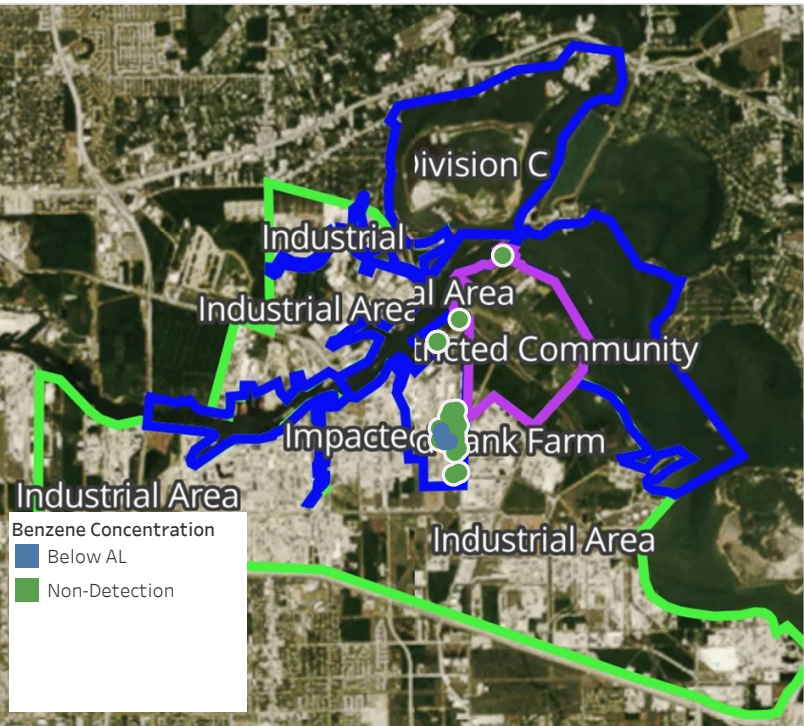 Division C
Industrial
al Area
Industrial Area
tricted Community
Impacted Tank Farm
Industrial Area
Industrial Area
Benzene Concentration
Below AL
Non-Detection